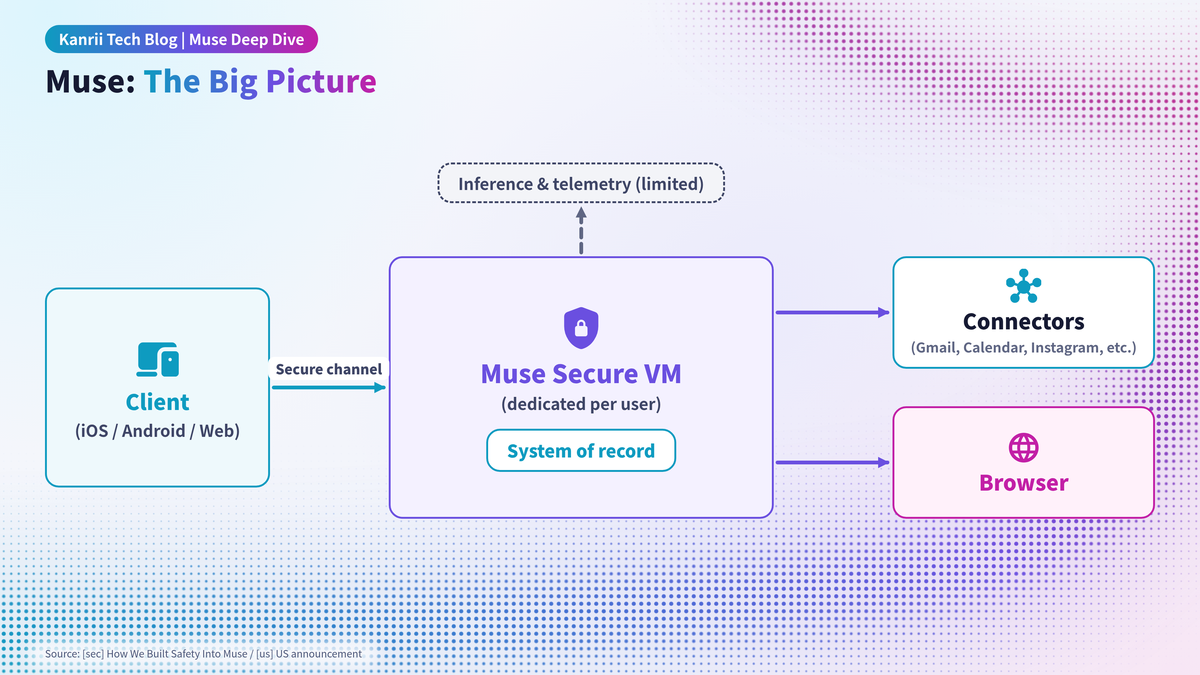 Kanrii Tech Blog | Muse Deep Dive
Muse: The Big Picture
Inference & telemetry (limited)
Client
(iOS / Android / Web)
Secure channel
Muse Secure VM
(dedicated per user)
System of record
Connectors
(Gmail, Calendar, Instagram, etc.)
Browser
Source: [sec] How We Built Safety Into Muse / [us] US announcement